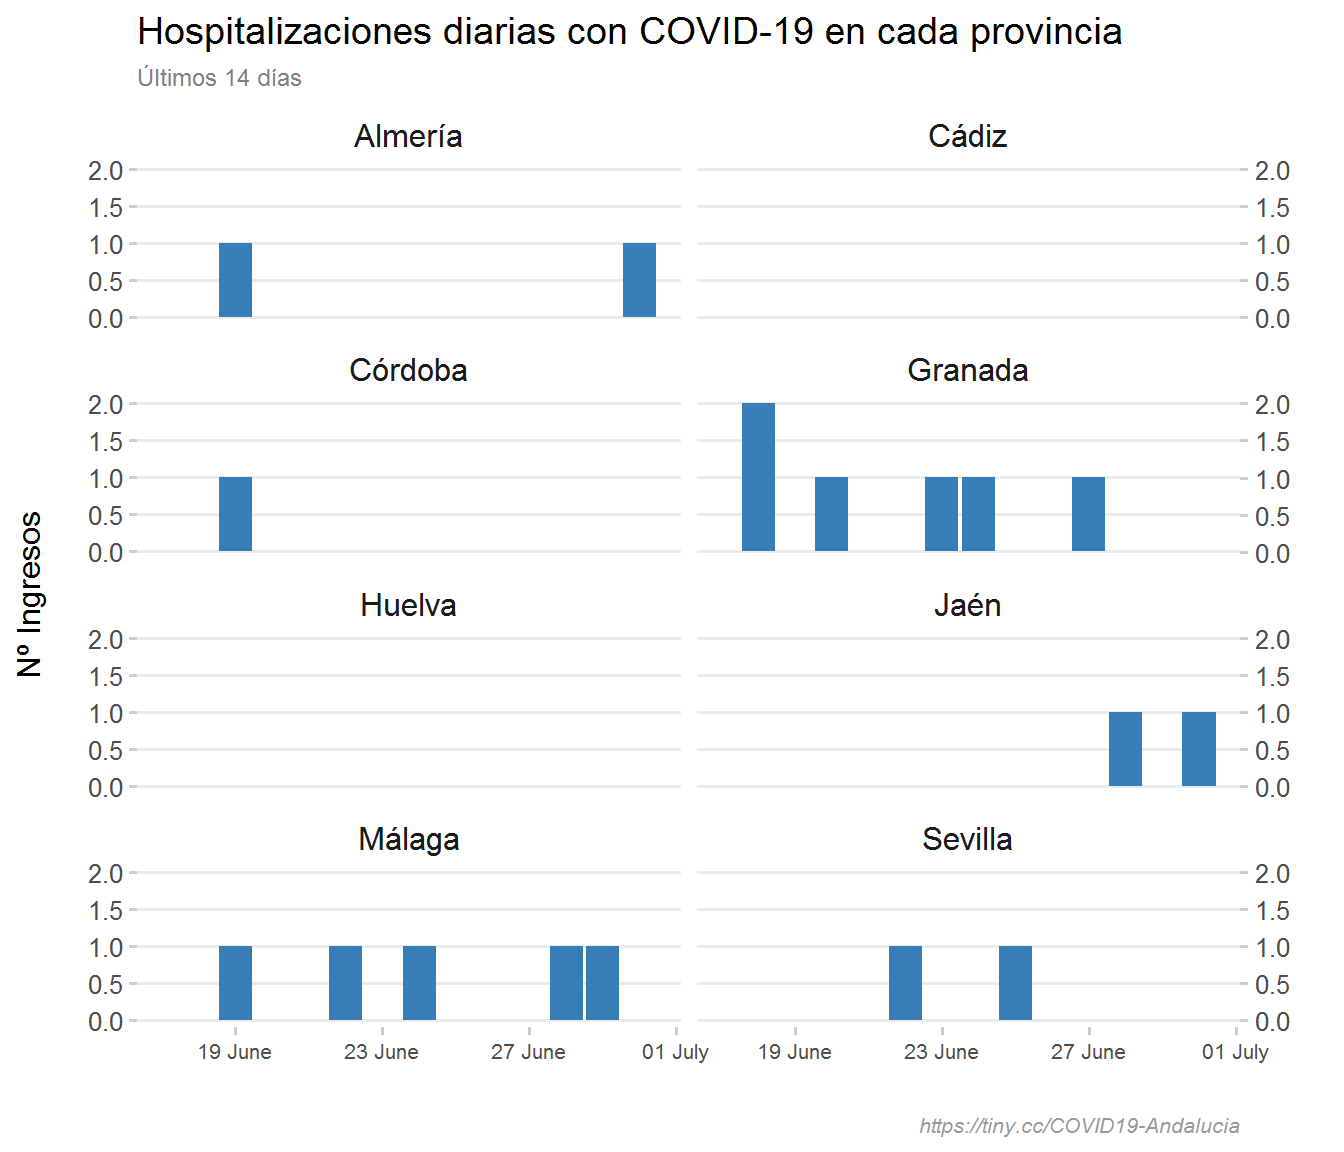 Hospitalizaciones diarias con COVID-19 en cada provincia
Últimos 14 días
Almería
Cádiz
2.0
1.5
1.0
0.5
0.0
2.0
1.5
1.0
0.5
0.0
Córdoba
Granada
2.0
1.5
1.0
0.5
0.0
2.0
1.5
1.0
0.5
0.0
Nº Ingresos
Huelva
Jaén
2.0
1.5
1.0
0.5
0.0
2.0
1.5
1.0
0.5
0.0
Málaga
Sevilla
2.0
1.5
1.0
0.5
0.0
2.0
1.5
1.0
0.5
0.0
19 June 23 June 27 June 01 July
19 June 23 June 27 June 01 July
https://tiny.cc/COVID19-Andalucia